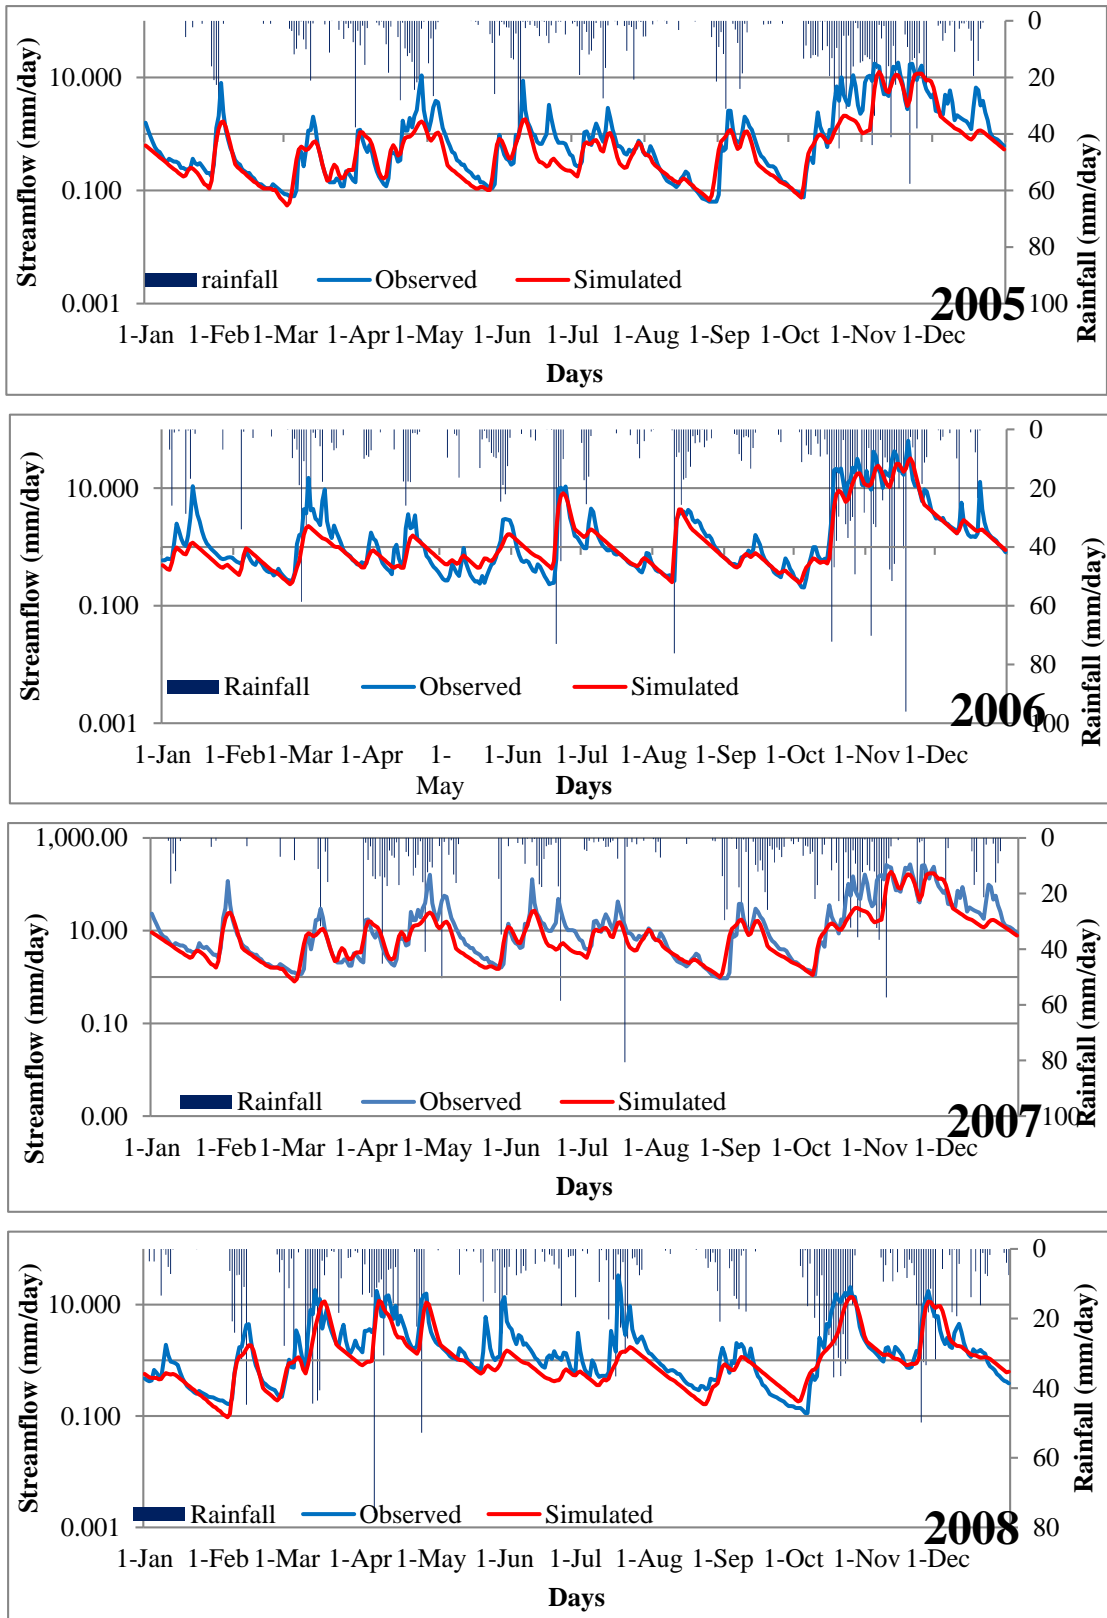 0
10.000
20
40
0.100
60
80
0.001
100
Streamflow (mm/day)
Rainfall (mm/day)
rainfall Observed Simulated
2005
1-Jan 1-Feb 1-Mar 1-Apr 1-May 1-Jun 1-Jul 1-Aug 1-Sep 1-Oct 1-Nov 1-Dec
Days
0
10.000
20
40
0.100
60
80
0.001
100
Streamflow (mm/day)
Rainfall (mm/day)
Rainfall Observed Simulated
2006
1-Jan 1-Feb 1-Mar 1-Apr 1-May 1-Jun 1-Jul 1-Aug 1-Sep 1-Oct 1-Nov 1-Dec
Days
1,000.00
0
20
10.00
40
60
0.10
80
0.00
100
Streamflow (mm/day)
Rainfall (mm/day)
Rainfall Observed Simulated
2007
1-Jan 1-Feb 1-Mar 1-Apr 1-May 1-Jun 1-Jul 1-Aug 1-Sep 1-Oct 1-Nov 1-Dec
Days
0
10.000
20
40
0.100
60
0.001
80
Streamflow (mm/day)
Rainfall (mm/day)
Rainfall Observed Simulated
2008
1-Jan 1-Feb 1-Mar 1-Apr 1-May 1-Jun 1-Jul 1-Aug 1-Sep 1-Oct 1-Nov 1-Dec
Days